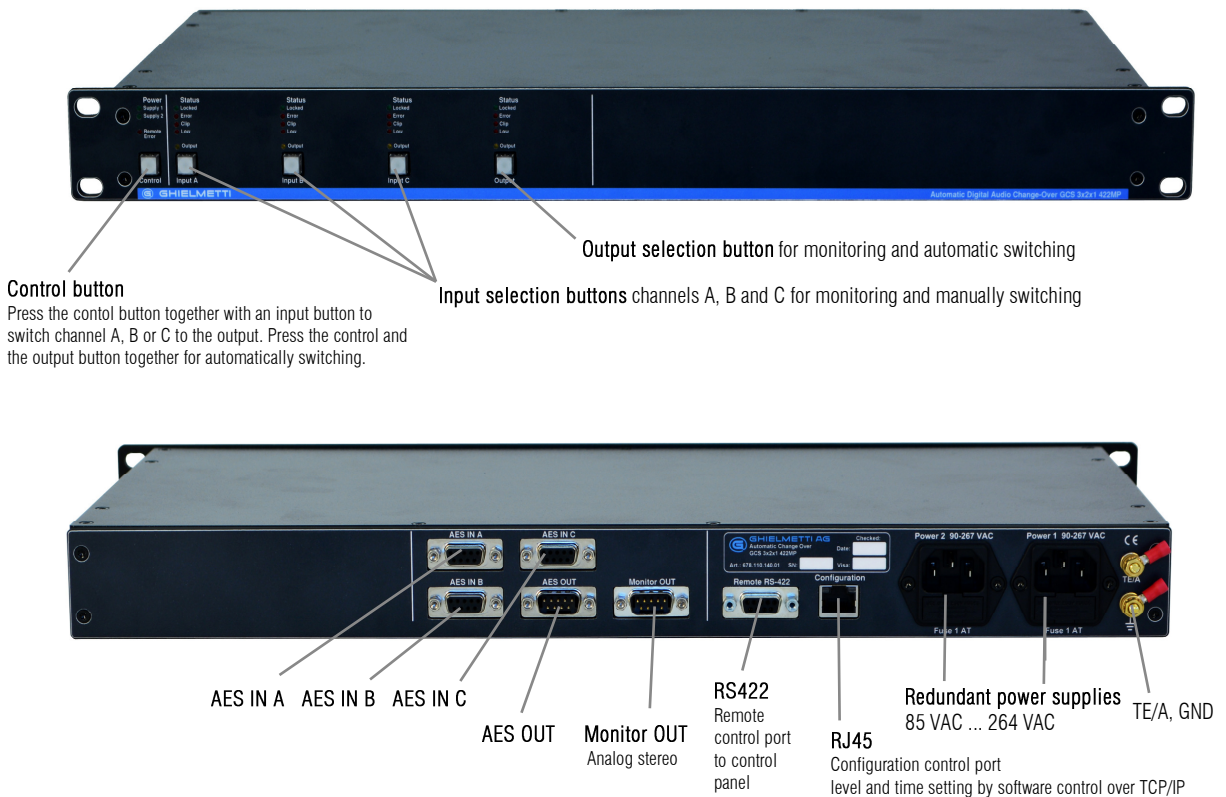 Power
Supply 1
Supply 2
Remote
Error
Control
Status
Locked
Error
Clip
Low
Output
Input A
Status
Locked
Error
Clip
Low
Output
Input B
Status
Locked
Error
Clip
Low
Output
Input C
Status
Locked
Error
Clip
Low
Output
Output
G GHIELMETTI
Automatic Digital Audio Change-Over GCS 3x2x1 422MP
Output selection button for monitoring and automatic switching
Input selection buttons channels A, B and C for monitoring and manually switching
Control button
Press the contol button together with an input button to
switch channel A, B or C to the output. Press the control and
the output button together for automatically switching.
AES IN A
AES IN C
AES IN B
AES OUT
Monitor OUT
G GHIELMETTI AG
Automatic Change Over
GCS 3x2x1 422MP
Checked:
Date:
Art.: 678.110.140.01 SN: Visa:
Remote RS-422
Configuration
Power 2 90-267 VAC
Power 1 90-267 VAC
Fuse 1 AT
Fuse 1 AT
CE
TE/A
AES IN A AES IN B AES IN C
AES OUT
Monitor OUT
Analog stereo
RS422
Remote
control port
to control
panel
RJ45
Configuration control port
level and time setting by software control over TCP/IP
Redundant power supplies
85 VAC ... 264 VAC
TE/A, GND